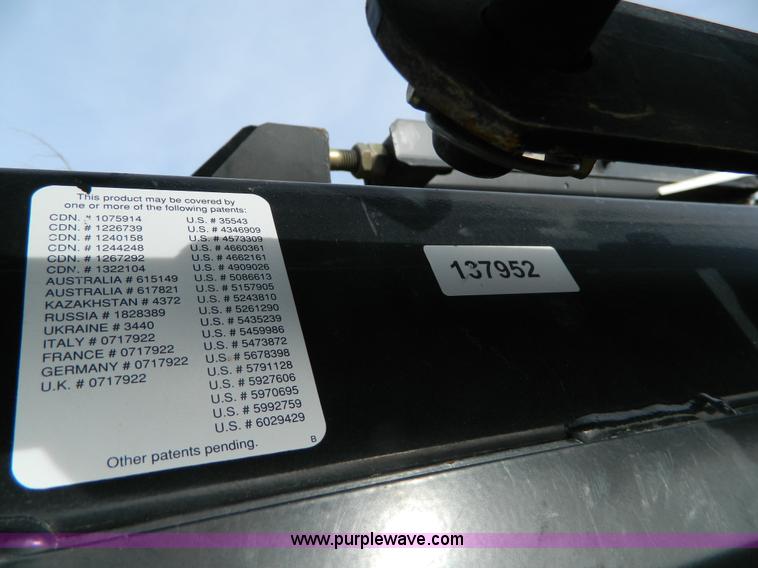 This product may be covered by
one or more of the following patents:
CDN. # 1075914
CDN. # 1226739
CDN. # 1240158
CDN. # 1244248
CDN. # 1267292
CDN. # 1322104
AUSTRALIA # 615149
AUSTRALIA # 617821
KAZAKHSTAN # 4372
RUSSIA # 1828389
UKRAINE # 3440
ITALY # 0717922
FRANCE # 0717922
GERMANY # 0717922
U.K. # 0717922
U.S. # 35543
U.S. # 4346909
U.S. # 4573309
U.S. # 4660361
U.S. # 4662161
U.S. # 4909026
U.S. # 5086613
U.S. # 5157905
U.S. # 5243810
U.S. # 5261290
U.S. # 5435239
U.S. # 5459986
U.S. # 5473872
U.S. # 5678398
U.S. # 5791128
U.S. # 5927606
U.S. # 5970695
U.S. # 5992759
U.S. # 6029429
Other patents pending.
B
137952
www.purplewave.com